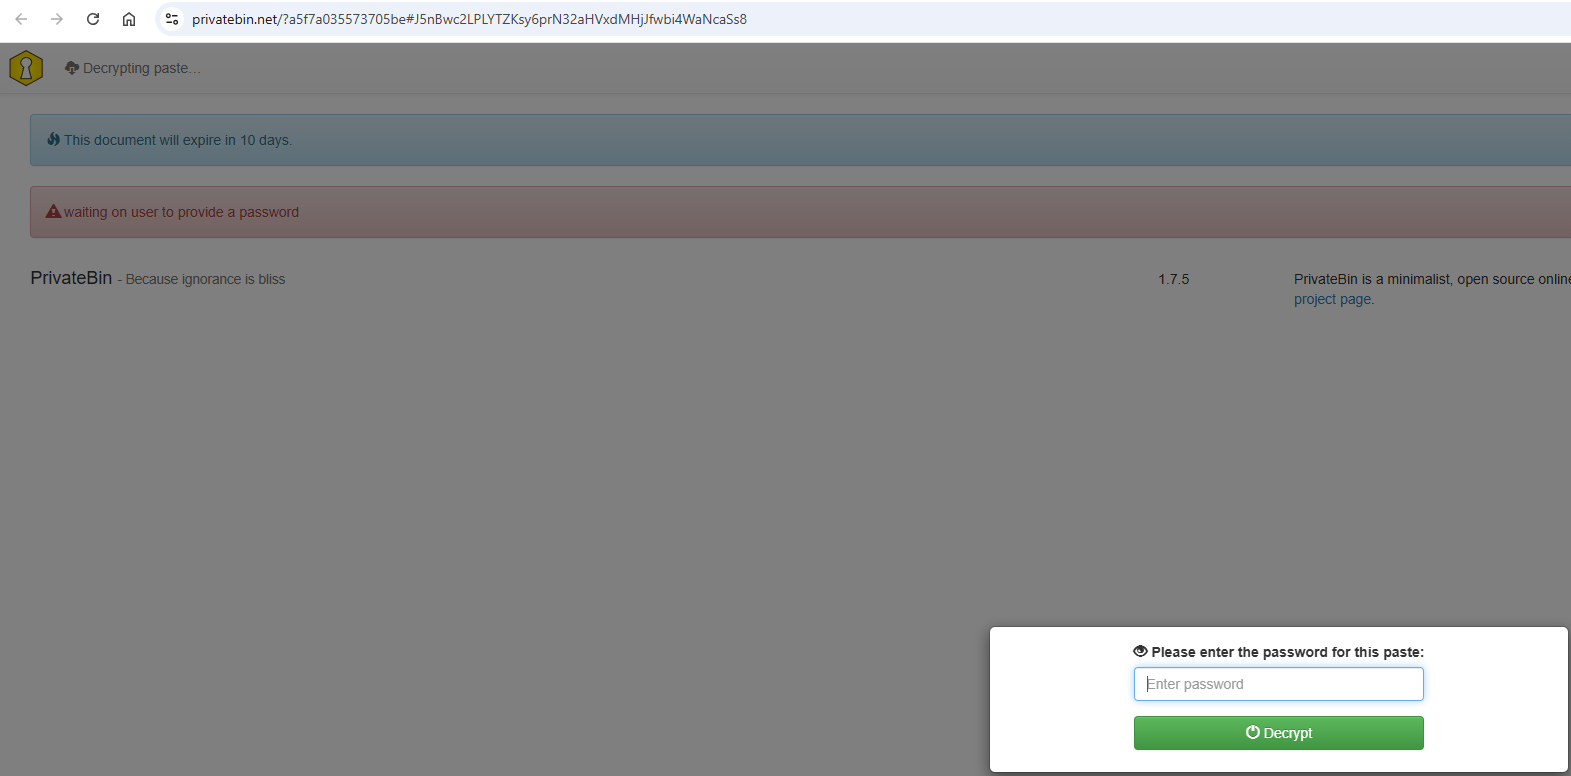 privatebin.net/?a5f7a035573705be#J5nBwc2LPLYTZKsy6prN32aHVxdMHjJfwbi4WaNcaSs8
Decrypting paste…
This document will expire in 10 days.
waiting on user to provide a password
PrivateBin - Because ignorance is bliss
1.7.5
PrivateBin is a minimalist, open source online
project page.
Please enter the password for this paste:
Enter password
Decrypt